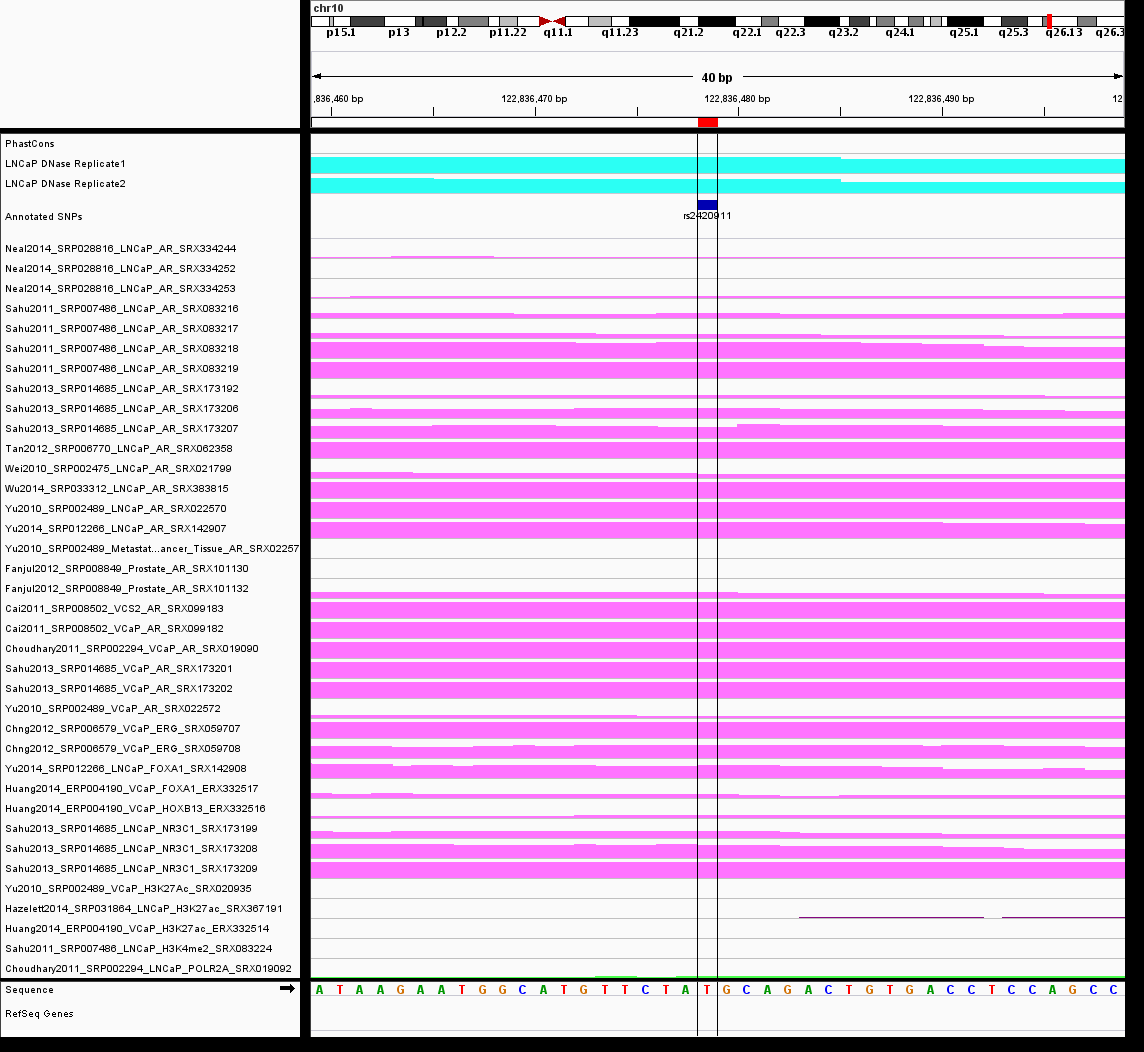 chr10
p15.1 p13 p12.2 p11.22 q11.1 q11.23 q21.2 q22.1 q22.3 q23.2 q24.1 q25.1 q25.3 q26.13 q26.3
40 bp
,836,460 bp 122,836,470 bp 122,836,480 bp 122,836,490 bp 12
PhastCons
LNCaP DNase Replicate1
LNCaP DNase Replicate2
Annotated SNPs rs2420911
Neal2014_SRP028816_LNCaP_AR_SRX334244
Neal2014_SRP028816_LNCaP_AR_SRX334252
Neal2014_SRP028816_LNCaP_AR_SRX334253
Sahu2011_SRP007486_LNCaP_AR_SRX083216
Sahu2011_SRP007486_LNCaP_AR_SRX083217
Sahu2011_SRP007486_LNCaP_AR_SRX083218
Sahu2011_SRP007486_LNCaP_AR_SRX083219
Sahu2013_SRP014685_LNCaP_AR_SRX173192
Sahu2013_SRP014685_LNCaP_AR_SRX173206
Sahu2013_SRP014685_LNCaP_AR_SRX173207
Tan2012_SRP006770_LNCaP_AR_SRX062358
Wei2010_SRP002475_LNCaP_AR_SRX021799
Wu2014_SRP033312_LNCaP_AR_SRX383815
Yu2010_SRP002489_LNCaP_AR_SRX022570
Yu2014_SRP012266_LNCaP_AR_SRX142907
Yu2010_SRP002489_Metastat...ancer_Tissue_AR_SRX02257
Fanjul2012_SRP008849_Prostate_AR_SRX101130
Fanjul2012_SRP008849_Prostate_AR_SRX101132
Cai2011_SRP008502_VCS2_AR_SRX099183
Cai2011_SRP008502_VCaP_AR_SRX099182
Choudhary2011_SRP002294_VCaP_AR_SRX019090
Sahu2013_SRP014685_VCaP_AR_SRX173201
Sahu2013_SRP014685_VCaP_AR_SRX173202
Yu2010_SRP002489_VCaP_AR_SRX022572
Chng2012_SRP006579_VCaP_ERG_SRX059707
Chng2012_SRP006579_VCaP_ERG_SRX059708
Yu2014_SRP012266_LNCaP_FOXA1_SRX142908
Huang2014_ERP004190_VCaP_FOXA1_ERX332517
Huang2014_ERP004190_VCaP_HOXB13_ERX332516
Sahu2013_SRP014685_LNCaP_NR3C1_SRX173199
Sahu2013_SRP014685_LNCaP_NR3C1_SRX173208
Sahu2013_SRP014685_LNCaP_NR3C1_SRX173209
Yu2010_SRP002489_VCaP_H3K27Ac_SRX020935
Hazelett2014_SRP031864_LNCaP_H3K27ac_SRX367191
Huang2014_ERP004190_VCaP_H3K27ac_ERX332514
Sahu2011_SRP007486_LNCaP_H3K4me2_SRX083224
Choudhary2011_SRP002294_LNCaP_POLR2A_SRX019092
Sequence A T A A G A A T G G C A T G T T C T A T G C A G A C T G T G A C C T C C A G C C
RefSeq Genes